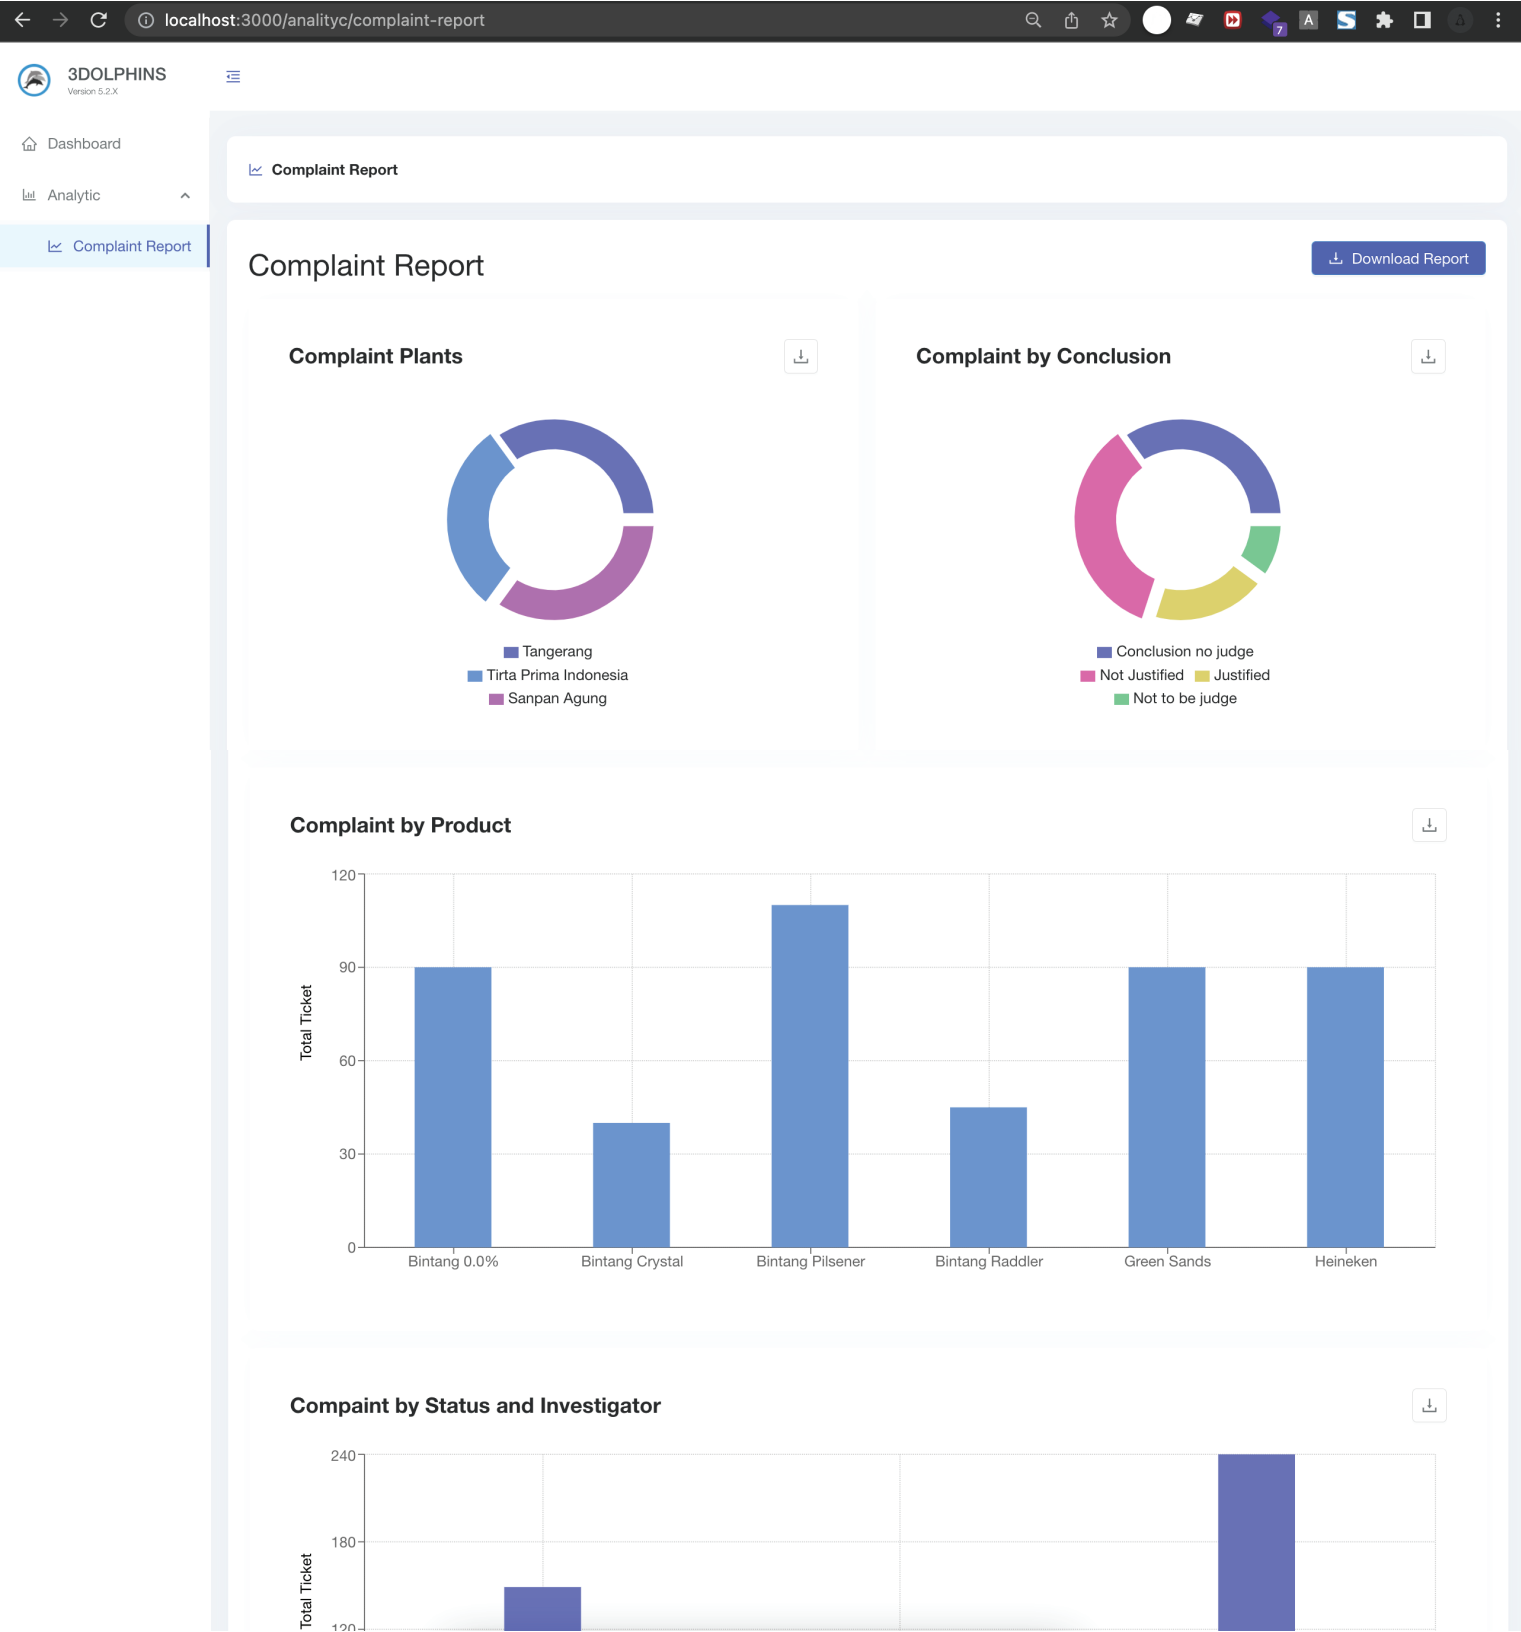 localhost:3000/analityc/complaint-report
7
A
S
3DOLPHINS
Version 5.2.X
Dashboard
Analytic
Complaint Report
Complaint Report
Complaint Report
Download Report
Complaint Plants
Tangerang
Tirta Prima Indonesia
Sanpan Agung
Complaint by Conclusion
Conclusion no judge
Not Justified Justified
Not to be judge
Complaint by Product
120
90
60
30
0
Total Ticket
Bintang 0.0% Bintang Crystal Bintang Pilsener Bintang Raddler Green Sands Heineken
Compaint by Status and Investigator
240
180
120
Total Ticket